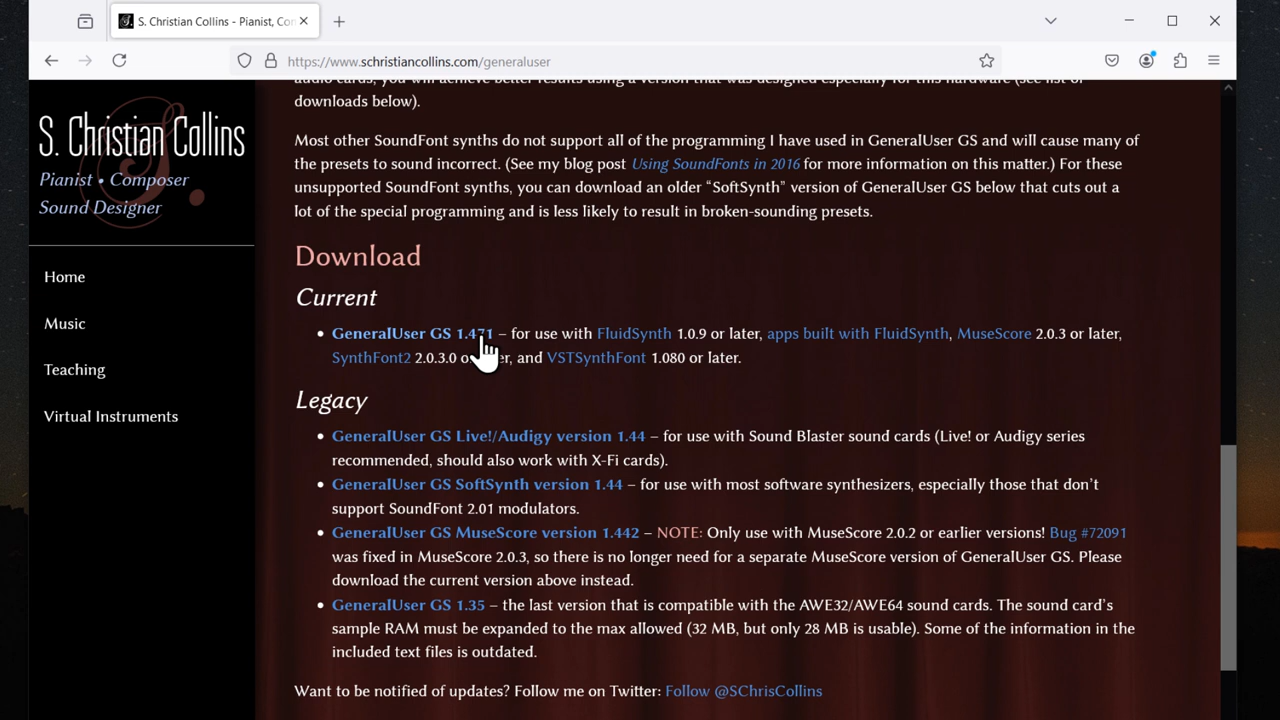 S. Christian Collins - Pianist, Con
https://www.schristiancollins.com/generaluser
S. Christian Collins
Pianist • Composer
Sound Designer
Home
Music
Teaching
Virtual Instruments
downloads below).
Most other SoundFont synths do not support all of the programming I have used in GeneralUser GS and will cause many of
the presets to sound incorrect. (See my blog post Using SoundFonts in 2016 for more information on this matter.) For these
unsupported SoundFont synths, you can download an older “SoftSynth” version of GeneralUser GS below that cuts out a
lot of the special programming and is less likely to result in broken-sounding presets.
Download
Current
• GeneralUser GS 1.471 – for use with FluidSynth 1.0.9 or later, apps built with FluidSynth, MuseScore 2.0.3 or later,
SynthFont2 2.0.3.0 or later, and VSTSynthFont 1.080 or later.
Legacy
• GeneralUser GS Live!/Audigy version 1.44 – for use with Sound Blaster sound cards (Live! or Audigy series
recommended, should also work with X-Fi cards).
• GeneralUser GS SoftSynth version 1.44 – for use with most software synthesizers, especially those that don’t
support SoundFont 2.01 modulators.
• GeneralUser GS MuseScore version 1.442 – NOTE: Only use with MuseScore 2.0.2 or earlier versions! Bug #72091
was fixed in MuseScore 2.0.3, so there is no longer need for a separate MuseScore version of GeneralUser GS. Please
download the current version above instead.
• GeneralUser GS 1.35 – the last version that is compatible with the AWE32/AWE64 sound cards. The sound card’s
sample RAM must be expanded to the max allowed (32 MB, but only 28 MB is usable). Some of the information in the
included text files is outdated.
Want to be notified of updates? Follow me on Twitter: Follow @SChrisCollins